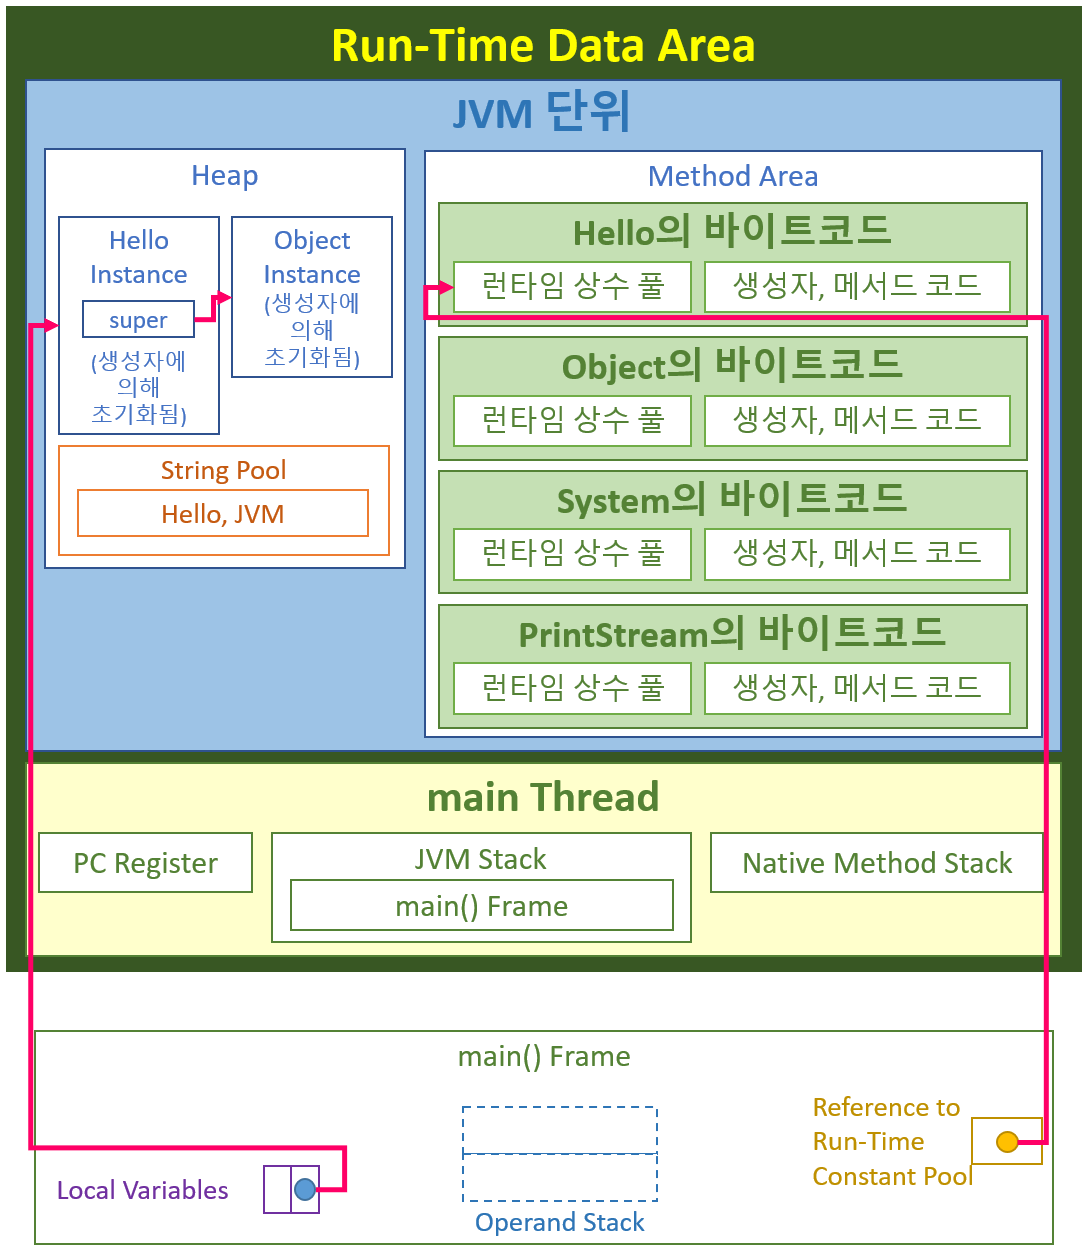 Run-Time Data Area
JVM 단위
Heap
Hello
Instance
super
(생성자에
의해
초기화됨)
Object
Instance
(생성자에
의해
초기화됨)
String Pool
Hello, JVM
Method Area
Hello의 바이트코드
런타임 상수 풀
생성자, 메서드 코드
Object의 바이트코드
런타임 상수 풀
생성자, 메서드 코드
System의 바이트코드
런타임 상수 풀
생성자, 메서드 코드
PrintStream의 바이트코드
런타임 상수 풀
생성자, 메서드 코드
main Thread
PC Register
JVM Stack
main() Frame
Native Method Stack
main() Frame
Local Variables
Operand Stack
Reference to
Run-Time
Constant Pool